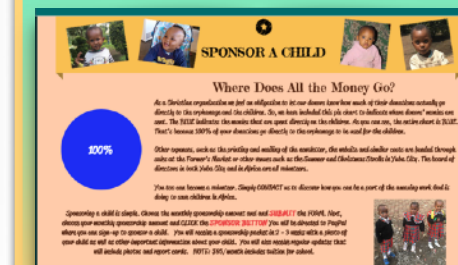 SPONSOR A CHILD
Where Does All the Money Go?
As a Christian organization we feel an obligation to let our donors know how much of their donations actually go
directly to the orphanage and the children. So, we have included this pie chart to indicate where donors' monies are
sent. The BLUE indicates the monies that are spent directly on the children. As you can see, the entire chart is BLUE.
That's because 100% of your donations go directly to the orphanage to be used for the children.
100%
Other expenses, such as the printing and mailing of the newsletter, the website and similar costs are funded through
sales at the Farmer's Market or other venues such as the Summer and Christmas Strolls in Yuba City. The board of
directors in both Yuba City and in Africa are all volunteers.
You too can become a volunteer. Simply CONTACT us to discover how you can be a part of the amazing work God is
doing to save children in Africa.
Sponsoring a child is simple. Choose the monthly sponsorship amount and and SUBMIT the FORM. Next,
choose your monthly sponsorship amount and CLICK the SPONSOR BUTTON You will be directed to PayPal
where you can sign-up to sponsor a child. You will receive a sponsorship packet in 2 - 3 weeks with a photo of
your child as well as other important information about your child. You will also receive regular updates that
will include photos and report cards. NOTE: $35/month includes tuition for school.